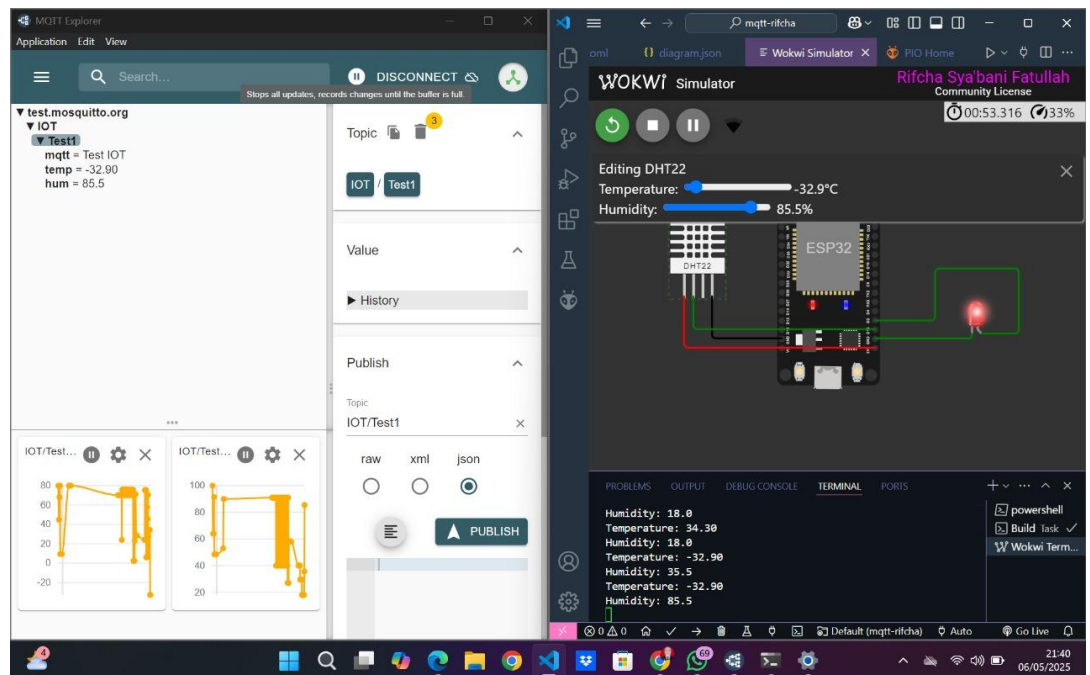 MQTT Explorer
Application Edit View
Search...
DISCONNECT
Stops all updates, records changes until the buffer is full.
▼ test.mosquitto.org
▼ IOT
▼ Test1
mqtt = Test IOT
temp = -32.90
hum = 85.5
Topic
3
IOT / Test1
Value
▶ History
Publish
Topic
IOT/Test1
raw xml json
PUBLISH
IOT/Test...
80
60
40
20
0
-20
IOT/Test...
100
80
60
40
20
mqtt-rifcha
oml
{} diagram.json
Wokwi Simulator
PIO Home
WOKWI Simulator
Rifcha Sya'bani Fatullah
Community License
00:53.316 33%
Editing DHT22
Temperature: -32.9°C
Humidity: 85.5%
DHT22
ESP32
PROBLEMS OUTPUT DEBUG CONSOLE TERMINAL PORTS
Humidity: 18.0
Temperature: 34.30
Humidity: 18.0
Temperature: -32.90
Humidity: 35.5
Temperature: -32.90
Humidity: 85.5
powershell
Build Task ✓
Wokwi Term...
0 0 Default (mqtt-rifcha) Auto Go Live
4
69
21:40
06/05/2025